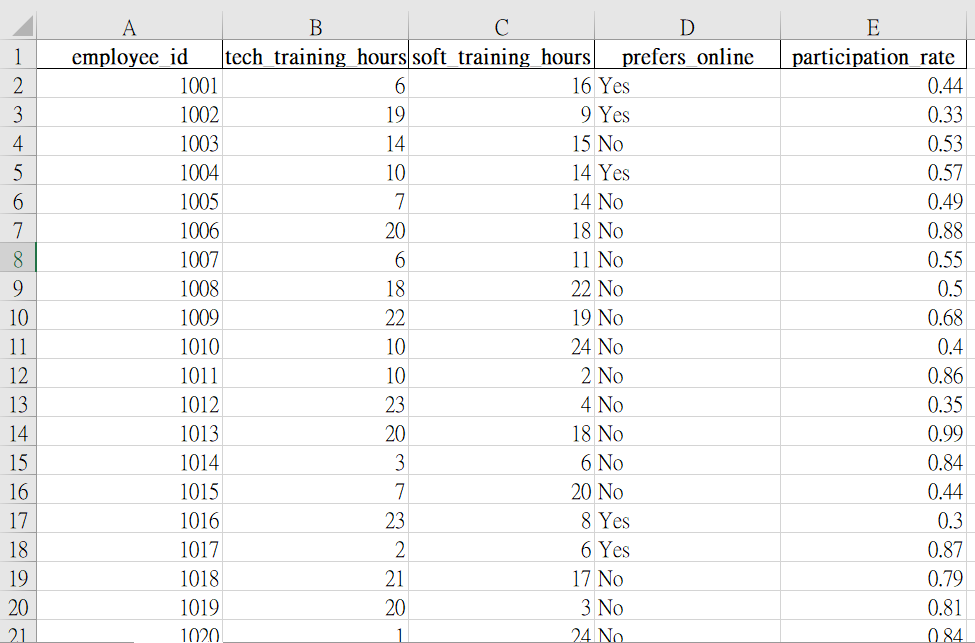 A B C D E
1 employee_id tech_training_hours soft_training_hours prefers_online participation_rate
2 1001 6 16 Yes 0.44
3 1002 19 9 Yes 0.33
4 1003 14 15 No 0.53
5 1004 10 14 Yes 0.57
6 1005 7 14 No 0.49
7 1006 20 18 No 0.88
8 1007 6 11 No 0.55
9 1008 18 22 No 0.5
10 1009 22 19 No 0.68
11 1010 10 24 No 0.4
12 1011 10 2 No 0.86
13 1012 23 4 No 0.35
14 1013 20 18 No 0.99
15 1014 3 6 No 0.84
16 1015 7 20 No 0.44
17 1016 23 8 Yes 0.3
18 1017 2 6 Yes 0.87
19 1018 21 17 No 0.79
20 1019 20 3 No 0.81
21 1020 1 24 No 0.84